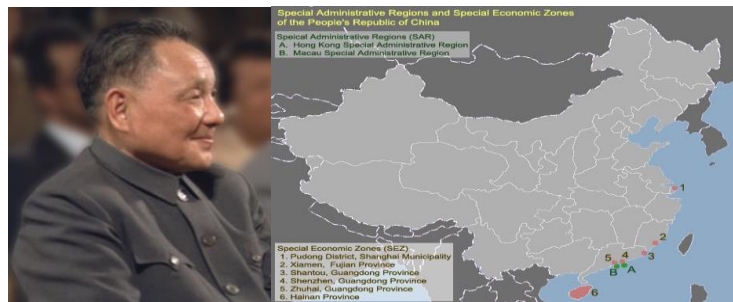 Special Administrative Regions and Special Economic Zones
of the People's Republic of China
Speical Administrative Regions (SAR)
A. Hong Kong Special Administrative Region
B. Macau Special Administrative Region
1
2
3
4
5
A
B
6
Special Economic Zones (SEZ)
1. Pudong District, Shanghai Municipality
2. Xiamen, Fujian Province
3. Shantou, Guangdong Province
4. Shenzhen, Guangdong Province
5. Zhuhai, Guangdong Province
6. Hainan Province